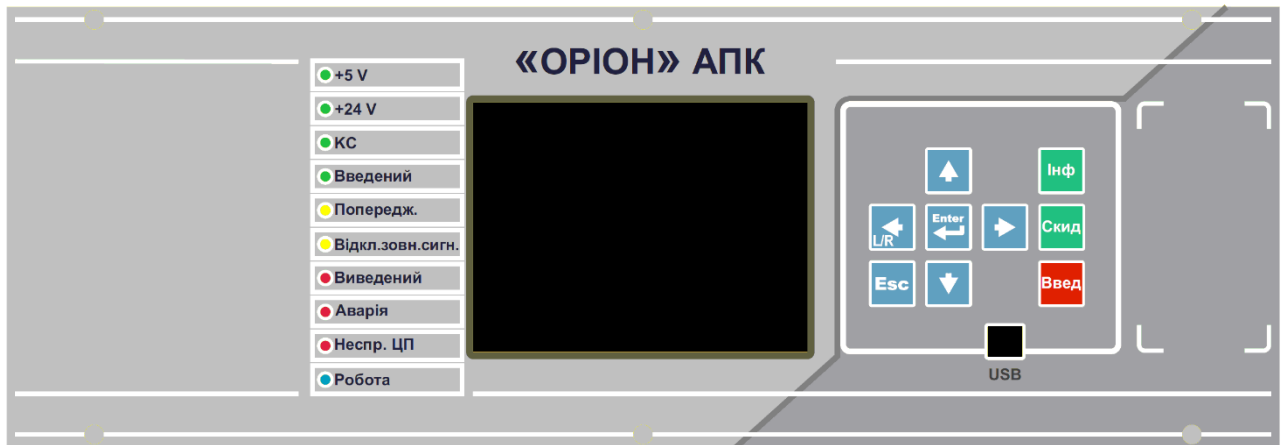 «ОРІОН» АПК
+5 V
+24 V
КС
Введений
Попередж.
Відкл.зовн.сигн.
Виведений
Аварія
Неспр. ЦП
Робота
Інф
L/R
Enter
Скид
Esc
Введ
USB